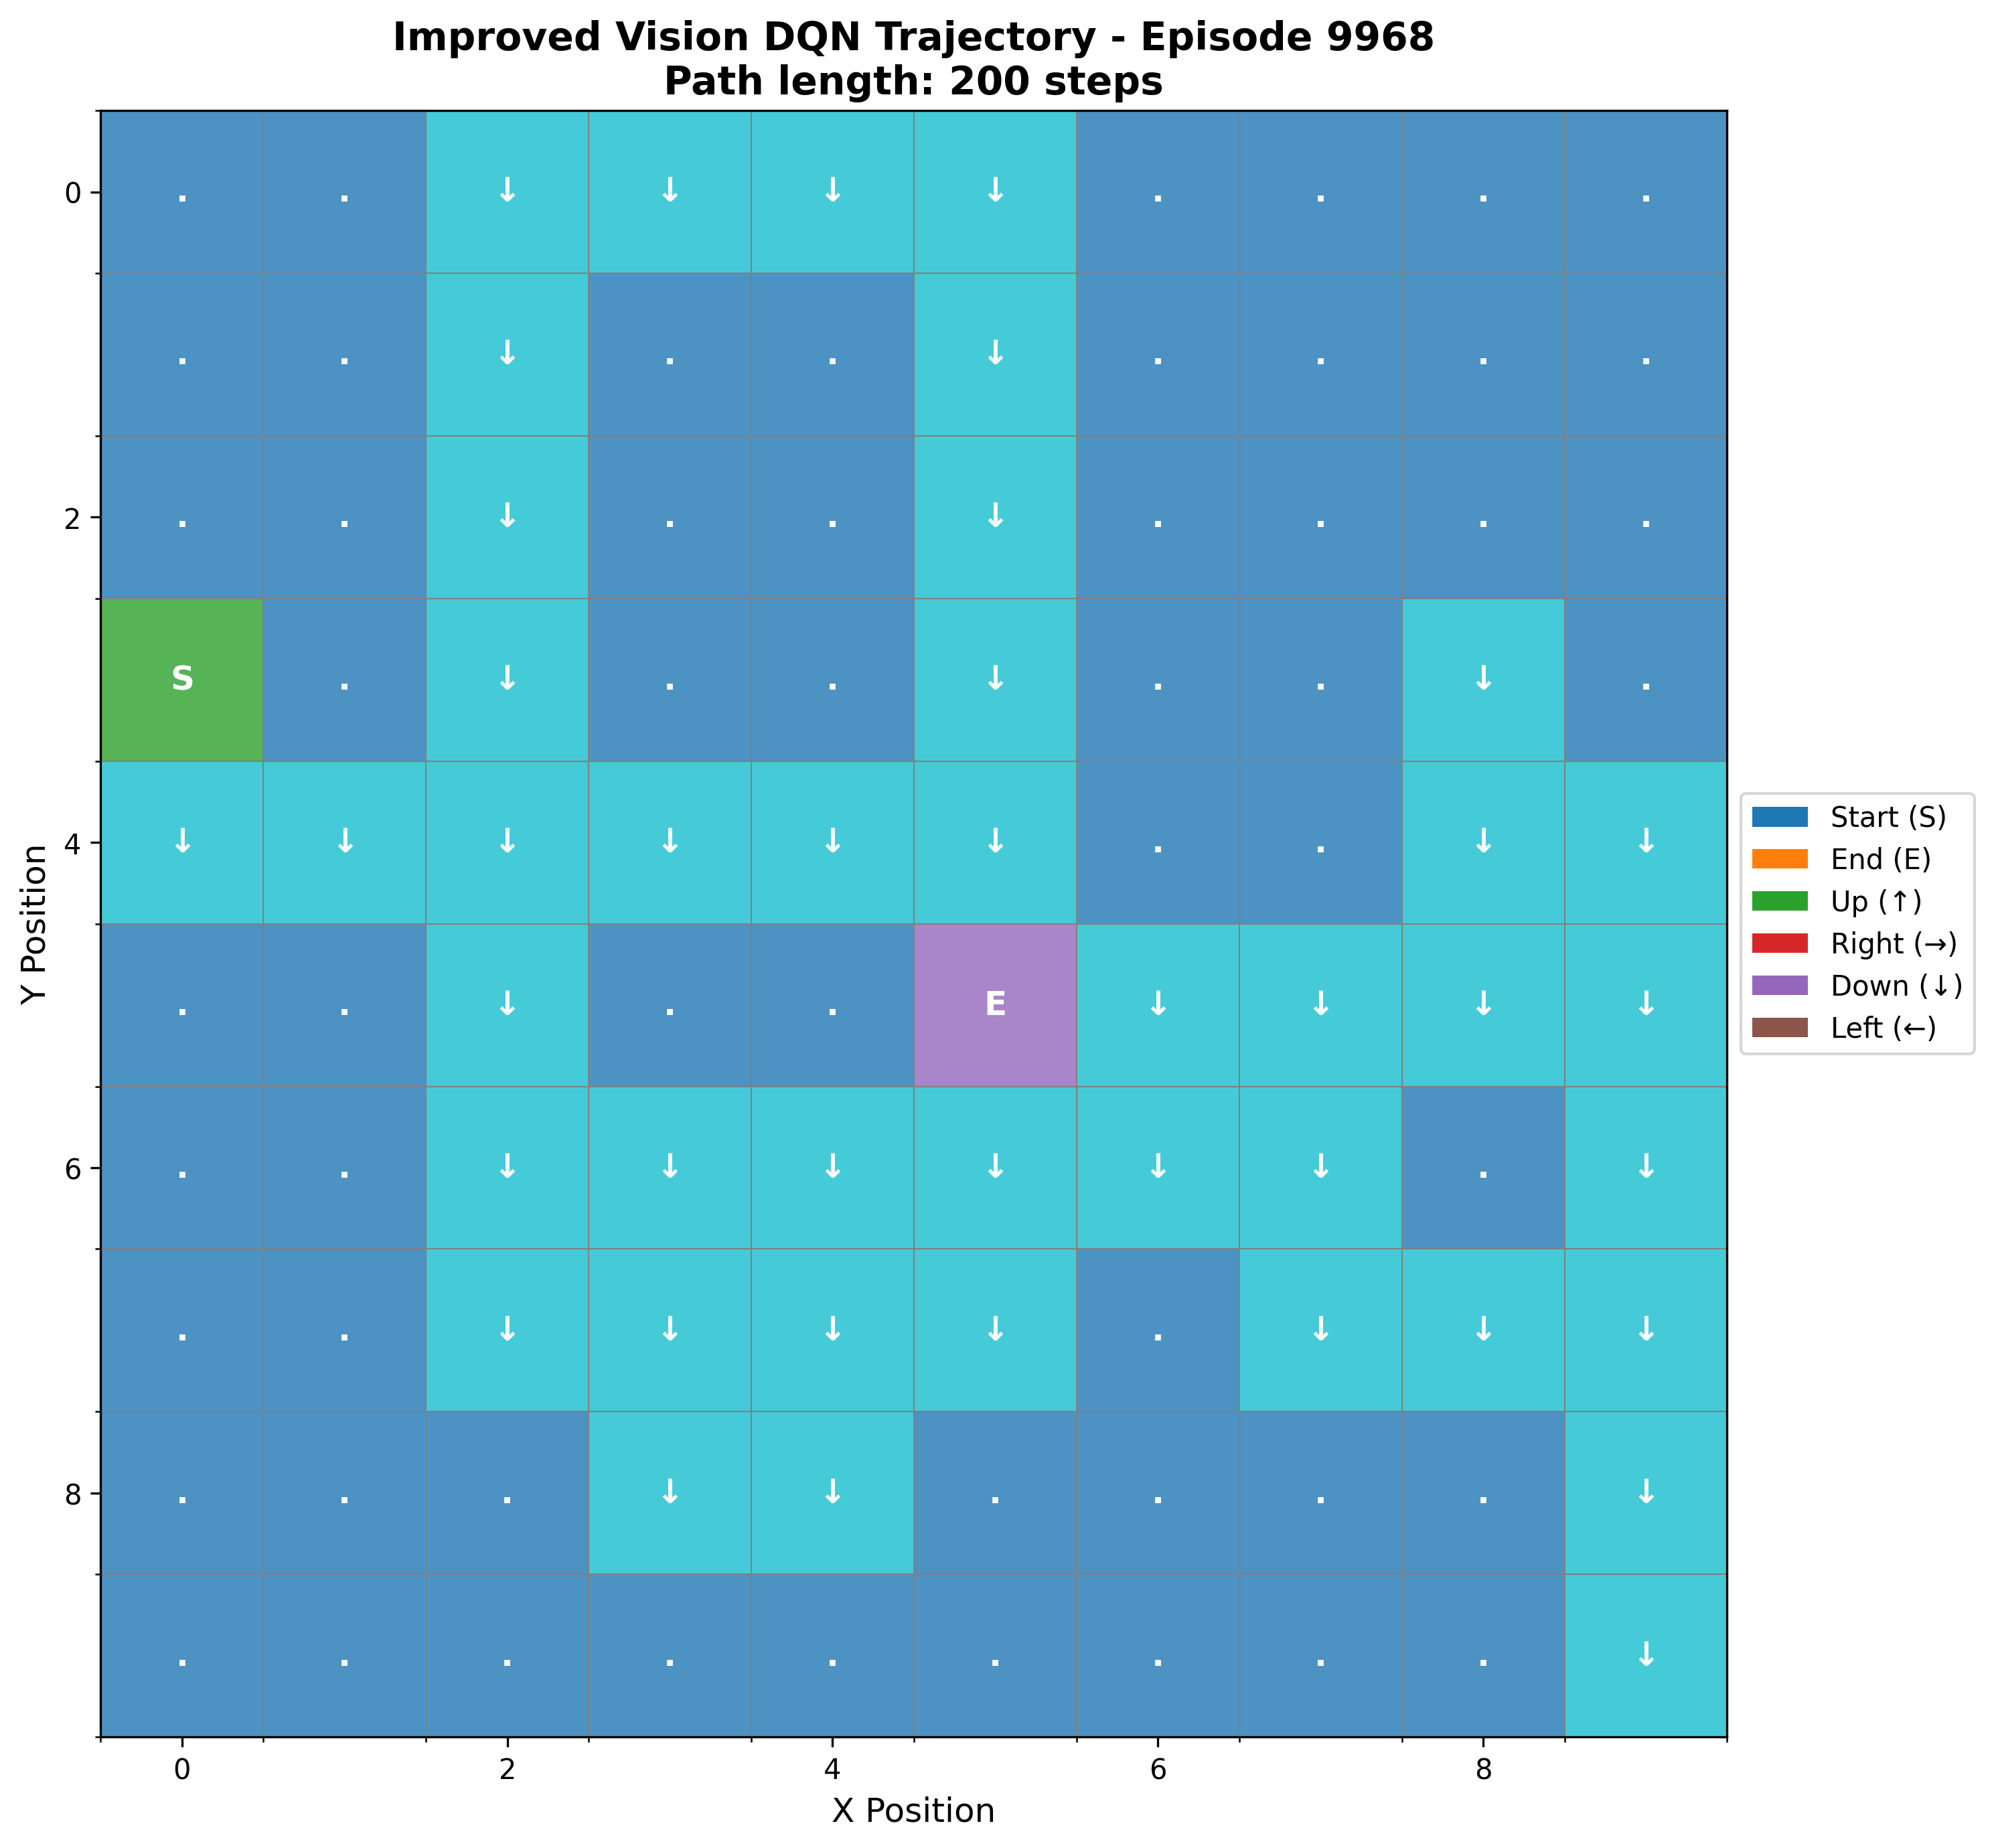 Improved Vision DQN Trajectory - Episode 9968
Path length: 200 steps
0 . . ↓ ↓ ↓ ↓ . . . .
. . ↓ . . ↓ . . . .
2 . . ↓ . . ↓ . . . .
S . ↓ . . ↓ . . ↓ .
4 ↓ ↓ ↓ ↓ ↓ ↓ . . ↓ ↓
. . ↓ . . E ↓ ↓ ↓ ↓
6 . . ↓ ↓ ↓ ↓ ↓ ↓ . ↓
. . ↓ ↓ ↓ ↓ . ↓ ↓ ↓
8 . . . ↓ ↓ . . . . ↓
. . . . . . . . . ↓
0 2 4 6 8
X Position
Y Position
Start (S)
End (E)
Up (↑)
Right (→)
Down (↓)
Left (←)